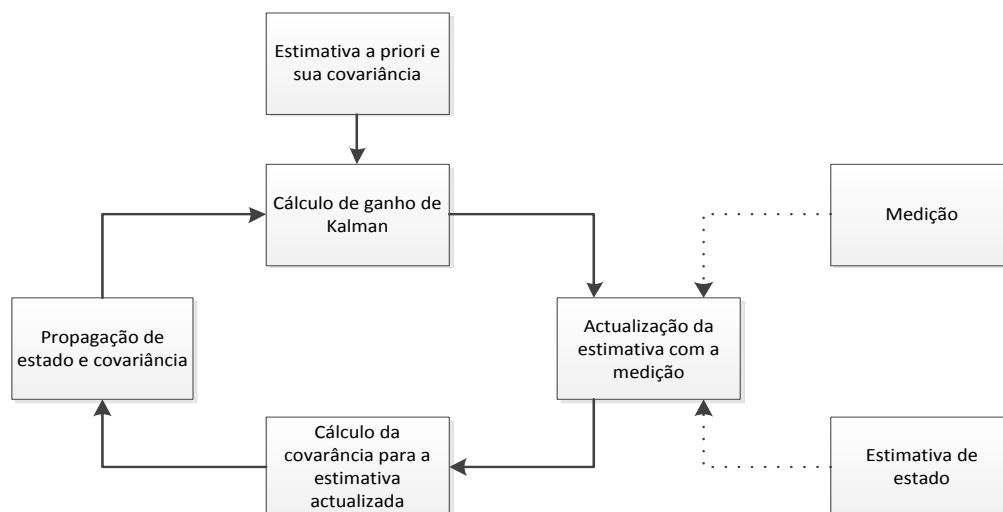 Estimativa a priori e
sua covariância
Cálculo de ganho de
Kalman
Medição
Propagação de
estado e covariância
Actualização da
estimativa com a
medição
Cálculo da
covarância para a
estimativa
actualizada
Estimativa de
estado